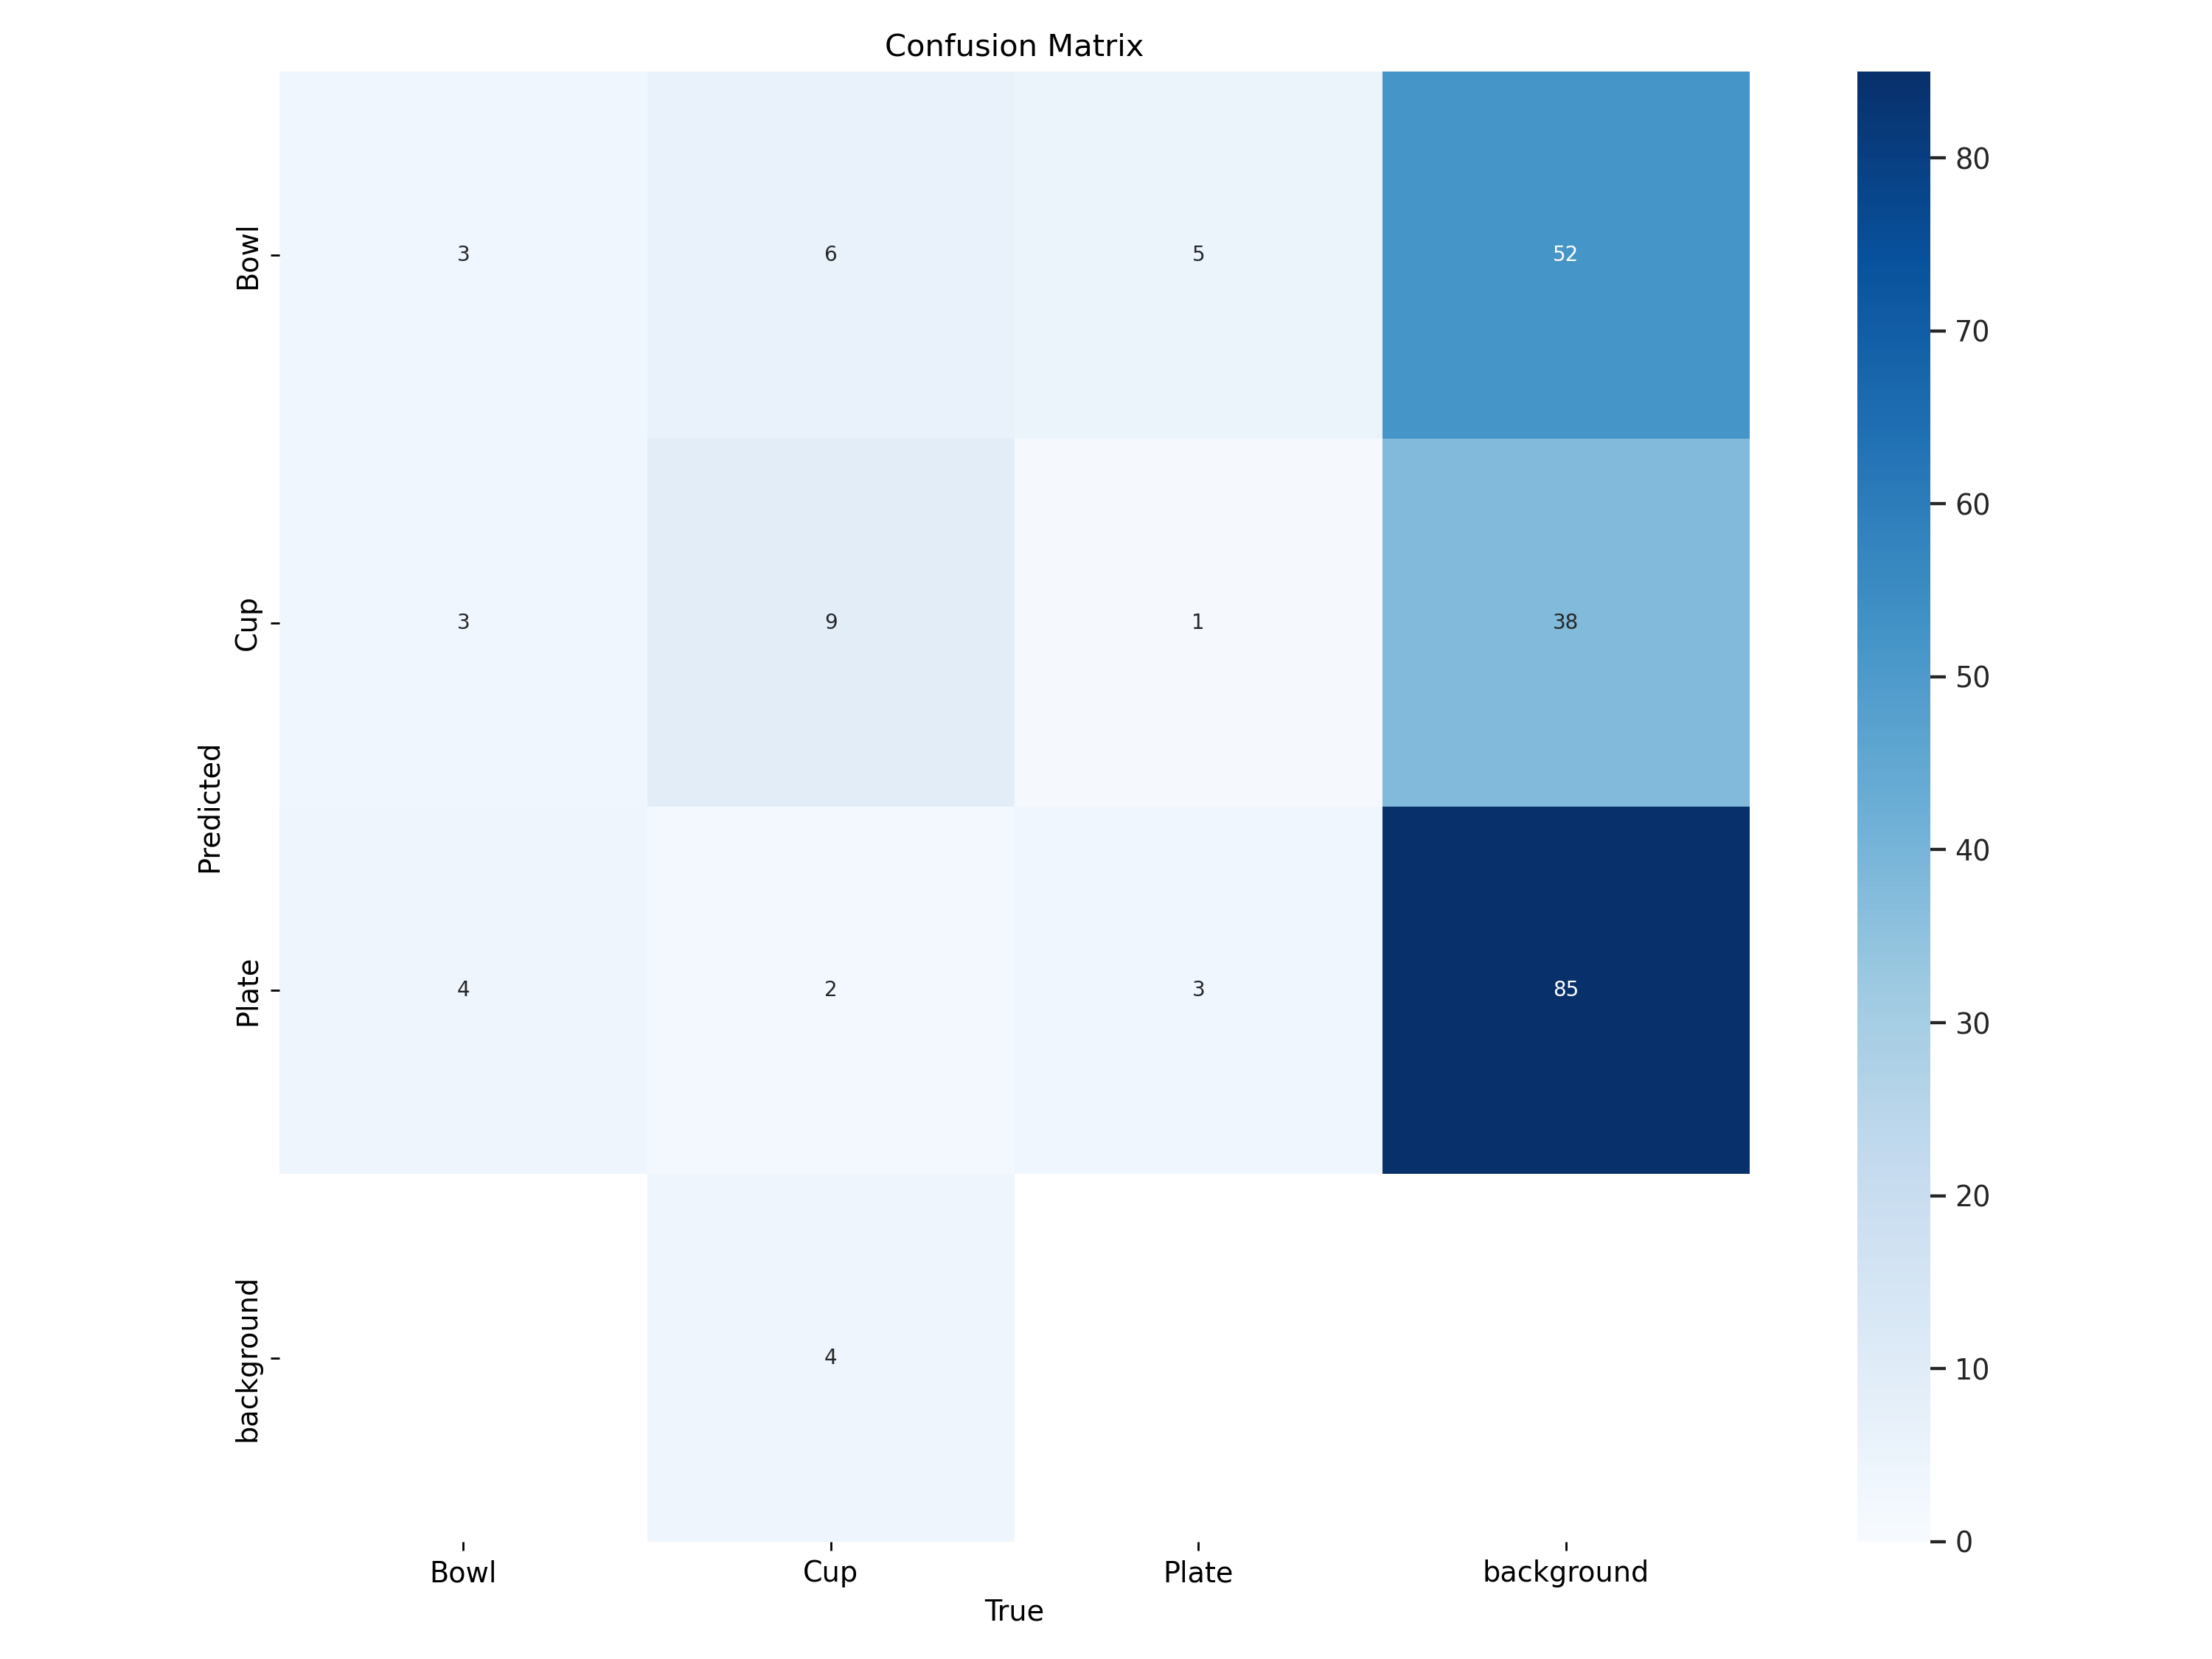 Confusion Matrix
Bowl 3 6 5 52
Cup 3 9 1 38
Plate 4 2 3 85
background 4
Bowl Cup Plate background
True
Predicted
80
70
60
50
40
30
20
10
0